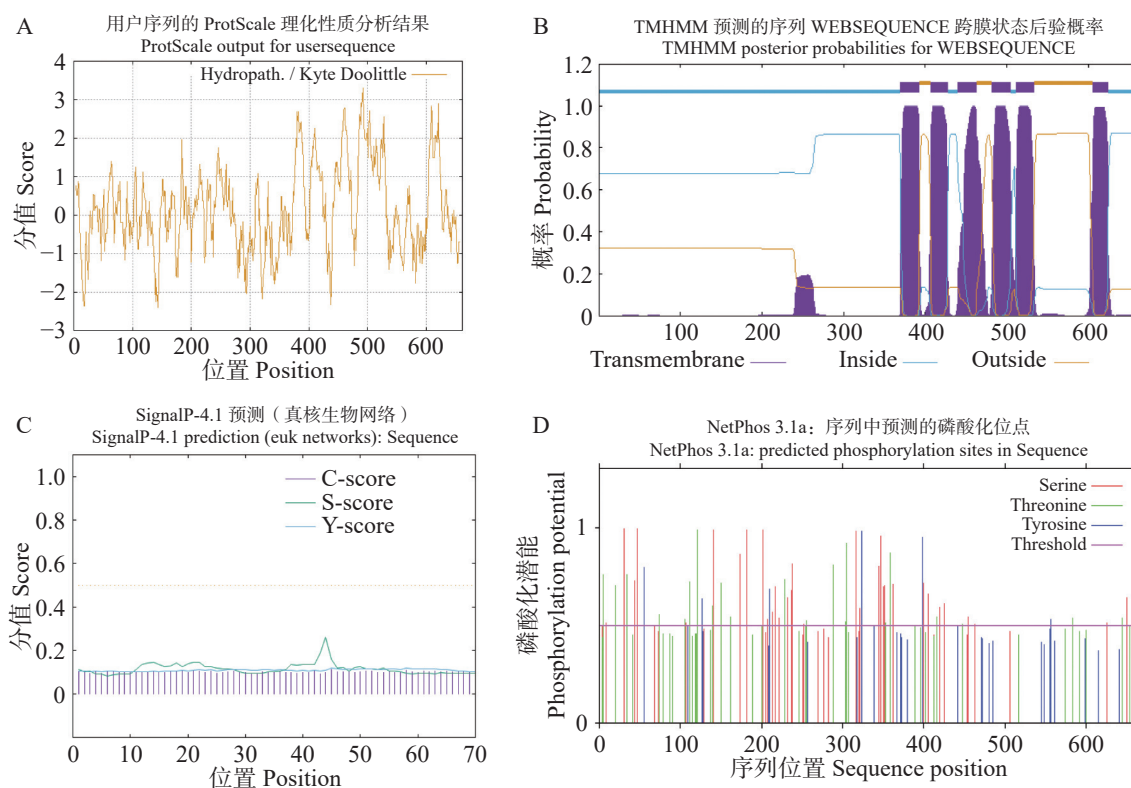 A
用户序列的 ProtScale 理化性质分析结果
ProtScale output for usersequence
Hydropath. / Kyte Doolittle
分值 Score
4
3
2
1
0
−1
−2
−3
0
100
200
300
400
500
600
位置 Position
B
TMHMM 预测的序列 WEBSEQUENCE 跨膜状态后验概率
TMHMM posterior probabilities for WEBSEQUENCE
概率 Probability
1.2
1.0
0.8
0.6
0.4
0.2
0
100
200
300
400
500
600
Transmembrane
Inside
Outside
C
SignalP-4.1 预测（真核生物网络）
SignalP-4.1 prediction (euk networks): Sequence
C-score
S-score
Y-score
分值 Score
1.0
0.8
0.6
0.4
0.2
0
0
10
20
30
40
50
60
70
位置 Position
D
NetPhos 3.1a：序列中预测的磷酸化位点
NetPhos 3.1a: predicted phosphorylation sites in Sequence
Serine
Threonine
Tyrosine
Threshold
磷酸化潜能
Phosphorylation potential
1
0
0
100
200
300
400
500
600
序列位置 Sequence position